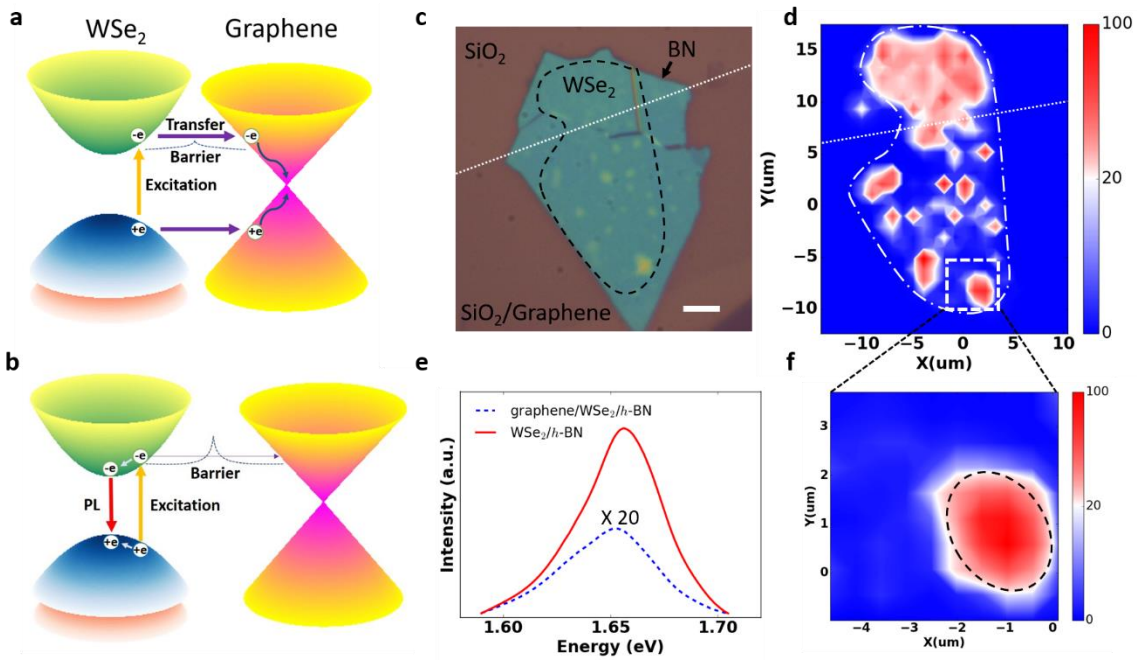 a
WSe₂
Graphene
-e
Transfer
-e
Barrier
Excitation
+e
+e
b
-e
-e
Barrier
PL
Excitation
+e
+e
c
SiO₂
BN
WSe₂
SiO₂/Graphene
d
Y(um)
15
10
5
0
−5
−10
−10
−5
0
5
10
X(um)
100
20
0
e
Intensity (a.u.)
graphene/WSe₂/h-BN
WSe₂/h-BN
X 20
1.60
1.65
1.70
Energy (eV)
f
Y(um)
3
2
1
0
−4
−3
−2
−1
0
X(um)
100
20
0